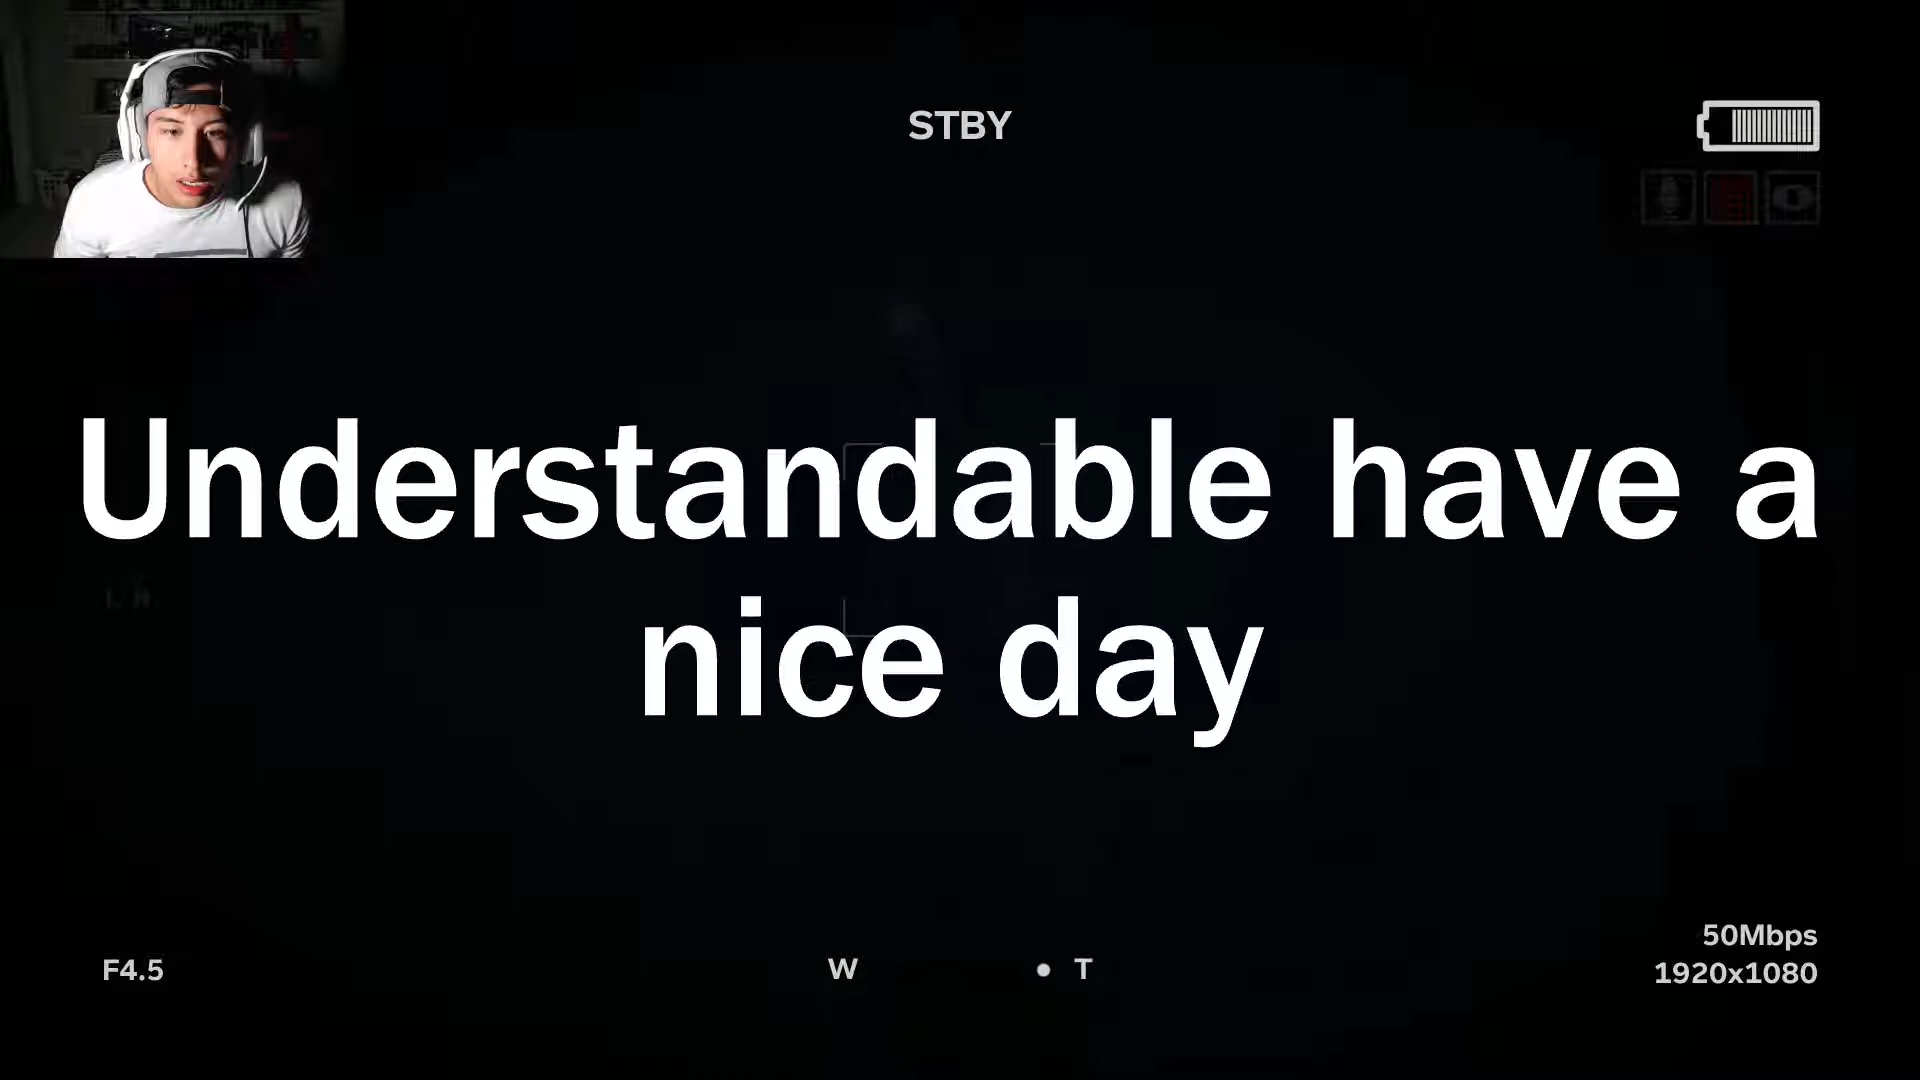 STBY
Understandable have a
nice day
F4.5
W T
50Mbps
1920x1080